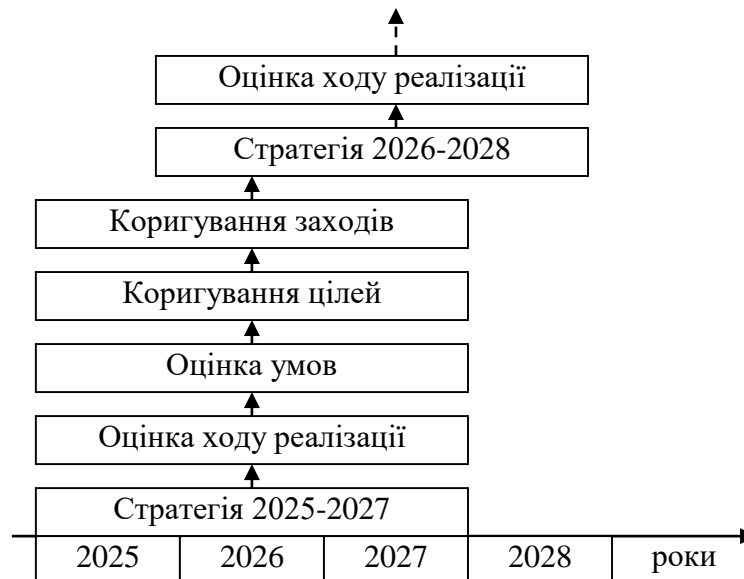 Оцінка ходу реалізації
Стратегія 2026-2028
Коригування заходів
Коригування цілей
Оцінка умов
Оцінка ходу реалізації
Стратегія 2025-2027
2025 2026 2027 2028 роки